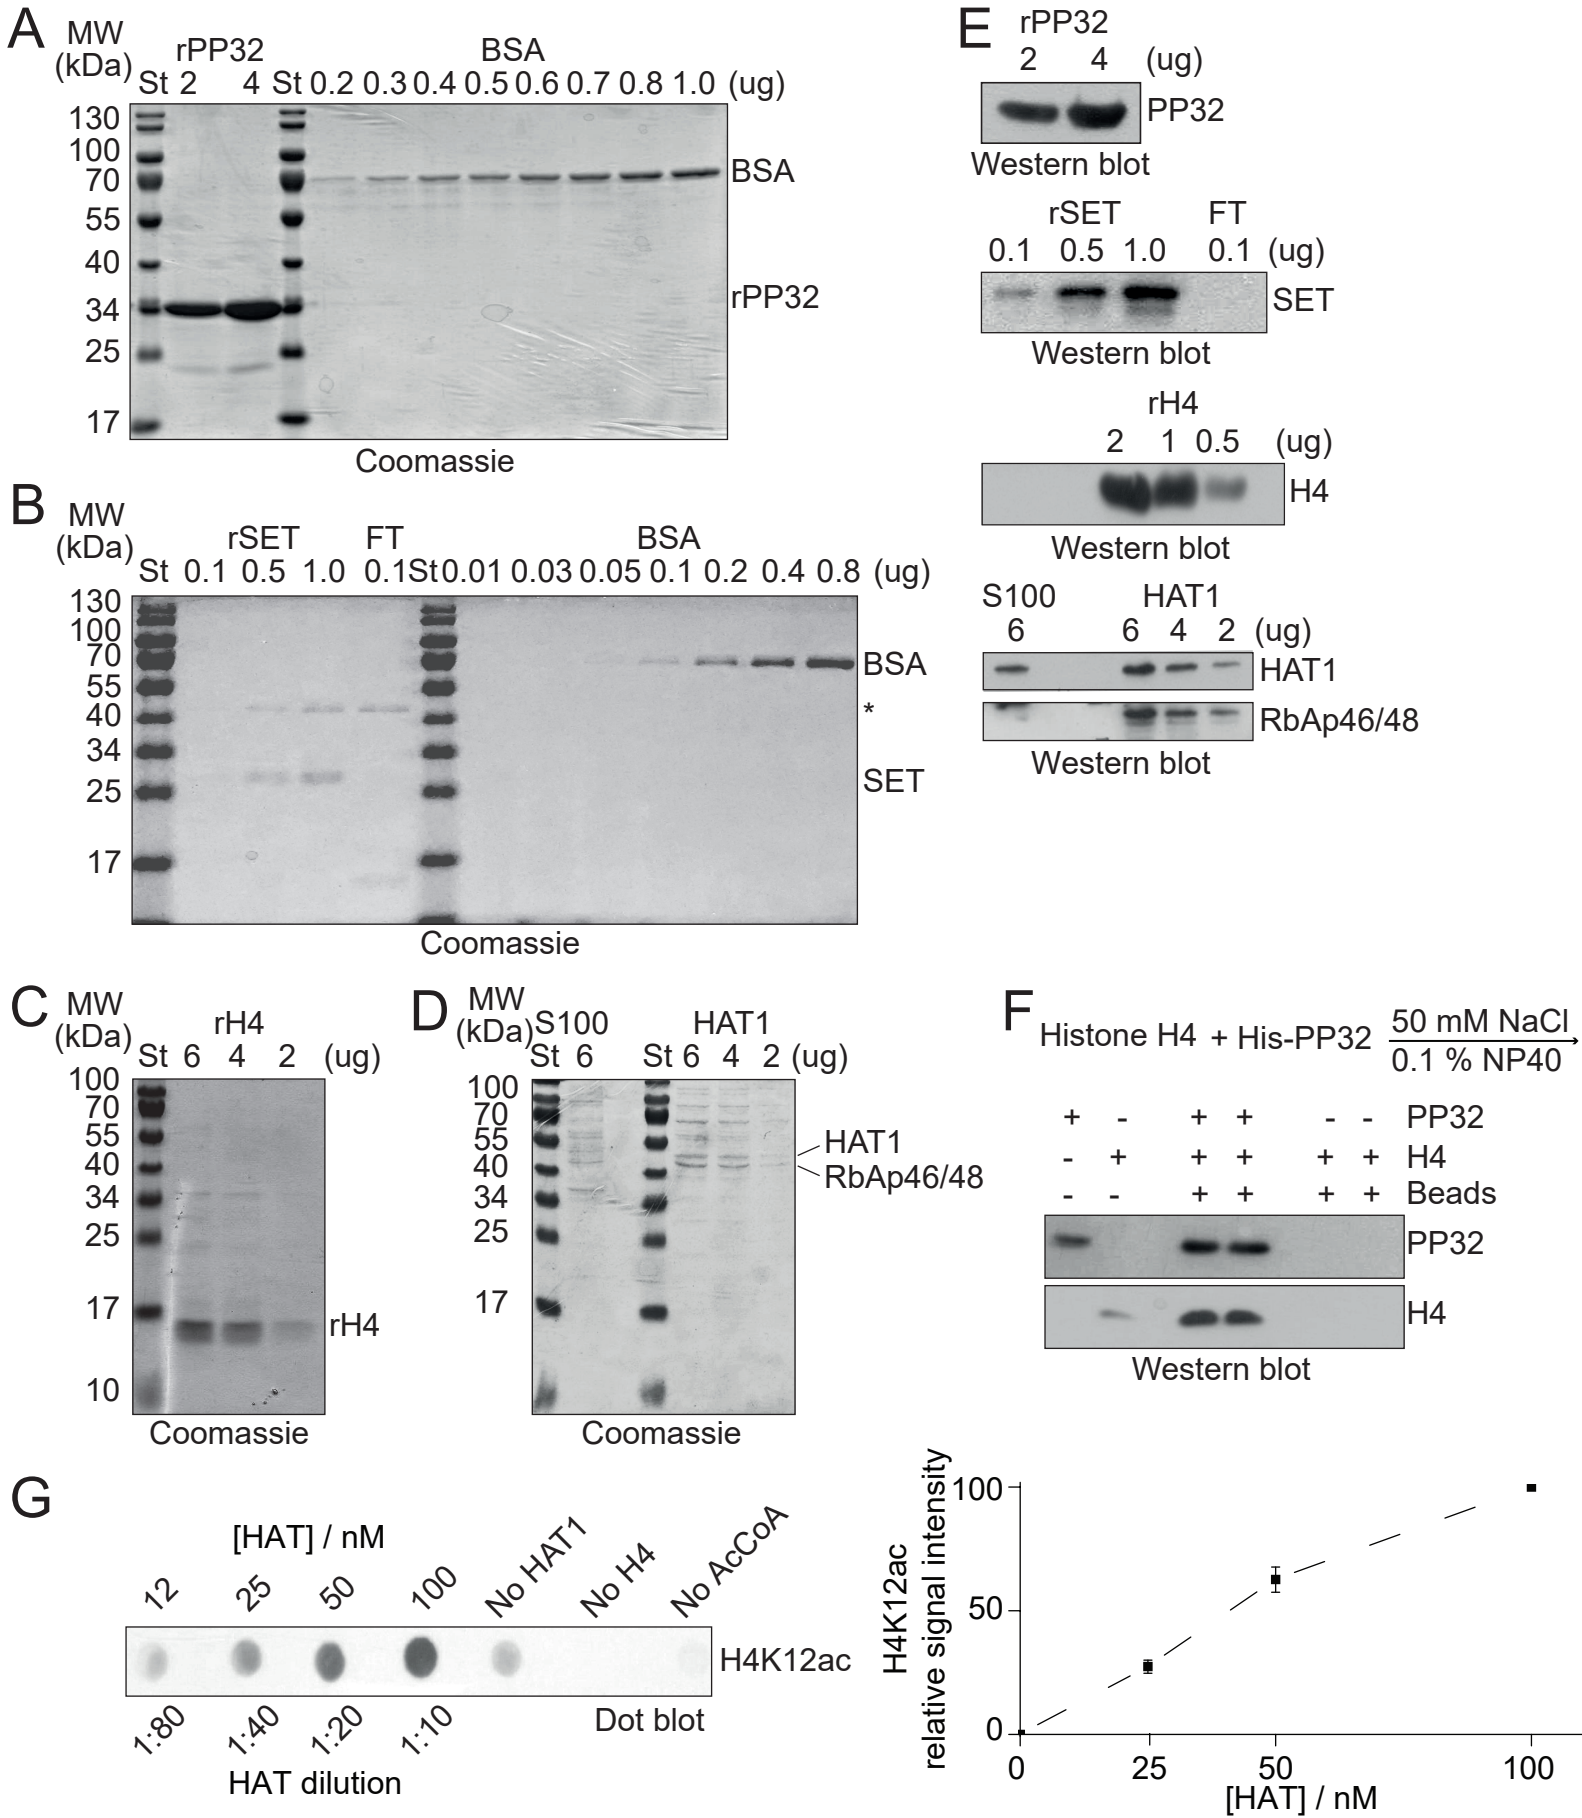 A
MW
(kDa)
rPP32
BSA
St 2 4 St 0.2 0.3 0.4 0.5 0.6 0.7 0.8 1.0 (ug)
130
100
70
55
40
34
25
17
BSA
rPP32
Coomassie
B
MW
(kDa)
rSET
FT
BSA
St 0.1 0.5 1.0 0.1 St 0.01 0.03 0.05 0.1 0.2 0.4 0.8 (ug)
130
100
70
55
40
34
25
17
BSA
*
SET
Coomassie
C
MW
(kDa)
rH4
St 6 4 2 (ug)
100
70
55
40
34
25
17
10
rH4
Coomassie
D
MW
(kDa)
S100
HAT1
St 6 St 6 4 2 (ug)
100
70
55
40
34
25
17
HAT1
RbAp46/48
Coomassie
E
rPP32
2 4 (ug)
PP32
Western blot
rSET FT
0.1 0.5 1.0 0.1 (ug)
SET
Western blot
rH4
2 1 0.5 (ug)
H4
Western blot
S100 HAT1
6 6 4 2 (ug)
HAT1
RbAp46/48
Western blot
F
Histone H4 + His-PP32
50 mM NaCl
0.1 % NP40
+ - + + - - PP32
- + + + + + H4
- - + + + + Beads
PP32
H4
Western blot
G
[HAT] / nM
12 25 50 100 No HAT1 No H4 No AcCoA
H4K12ac
1:80 1:40 1:20 1:10
Dot blot
HAT dilution
H4K12ac
relative signal intensity
100
50
0
0 25 50 100
[HAT] / nM